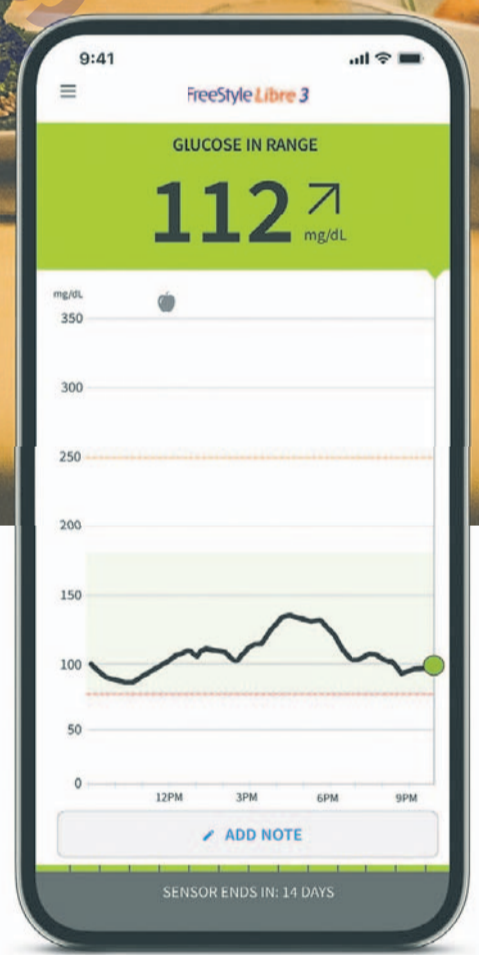 9:41
FreeStyle Libre 3
GLUCOSE IN RANGE
112
mg/dL
mg/dL
350
300
250
200
150
100
50
0
12PM 3PM 6PM 9PM
ADD NOTE
SENSOR ENDS IN: 14 DAYS